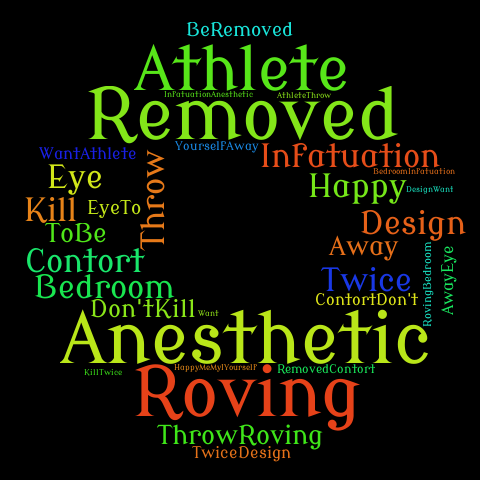 BeRemoved
Athlete
InfatuationAnesthetic
AthleteThrow
Removed
YourselfAway
WantAthlete
Infatuation
BedroomInfatuation
Eye
Throw
Happy
DesignWant
Kill
EyeTo
Design
ToBe
Away
Contort
AwayEye
RovingBedroom
Twice
Bedroom
ContortDon't
Don'tKill
Want
Anesthetic
KillTwice
HappyMeMyIYourself
RemovedContort
Roving
ThrowRoving
TwiceDesign